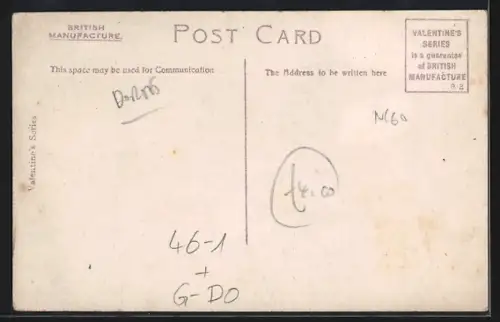 BRITISH
MANUFACTURE.
POST CARD
VALENTINE'S
SERIES
is a guarantee
of BRITISH
MANUFACTURE
This space may be used for Communication
The Address to be written here
Valentine's Series
N60
£4.00
46-1
+
G-DO